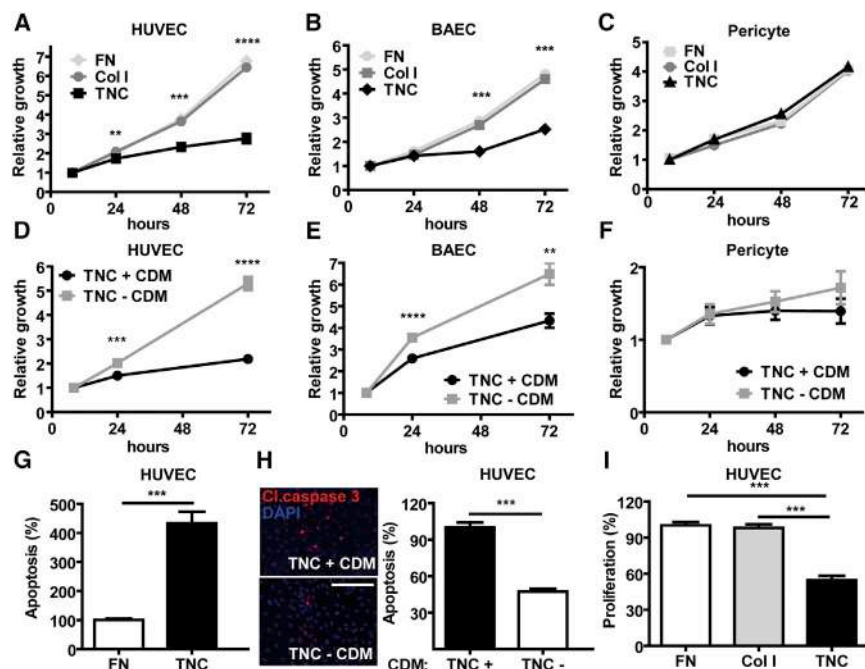 A HUVEC
Relative growth
7
6
5
4
3
2
1
0 24 48 72
hours
FN
Col I
TNC
**
***
****
B BAEC
Relative growth
6
5
4
3
2
1
0
0 24 48 72
hours
FN
Col I
TNC
***
***
C Pericyte
Relative growth
5
4
3
2
1
0
0 24 48 72
hours
FN
Col I
TNC
D HUVEC
Relative growth
6
5
4
3
2
1
0
0 24 48 72
hours
TNC + CDM
TNC - CDM
***
****
E BAEC
Relative growth
7
6
5
4
3
2
1
0
0 24 48 72
hours
****
**
TNC + CDM
TNC - CDM
F Pericyte
Relative growth
2
1
0
0 24 48 72
hours
TNC + CDM
TNC - CDM
G HUVEC
Apoptosis (%)
500
400
300
200
100
0
***
FN TNC
H HUVEC
Cl.caspase 3
DAPI
TNC + CDM
TNC - CDM
Apoptosis (%)
120
90
60
30
***
CDM: TNC + TNC -
I HUVEC
Proliferation (%)
120
90
60
30
0
***
***
FN Col I TNC